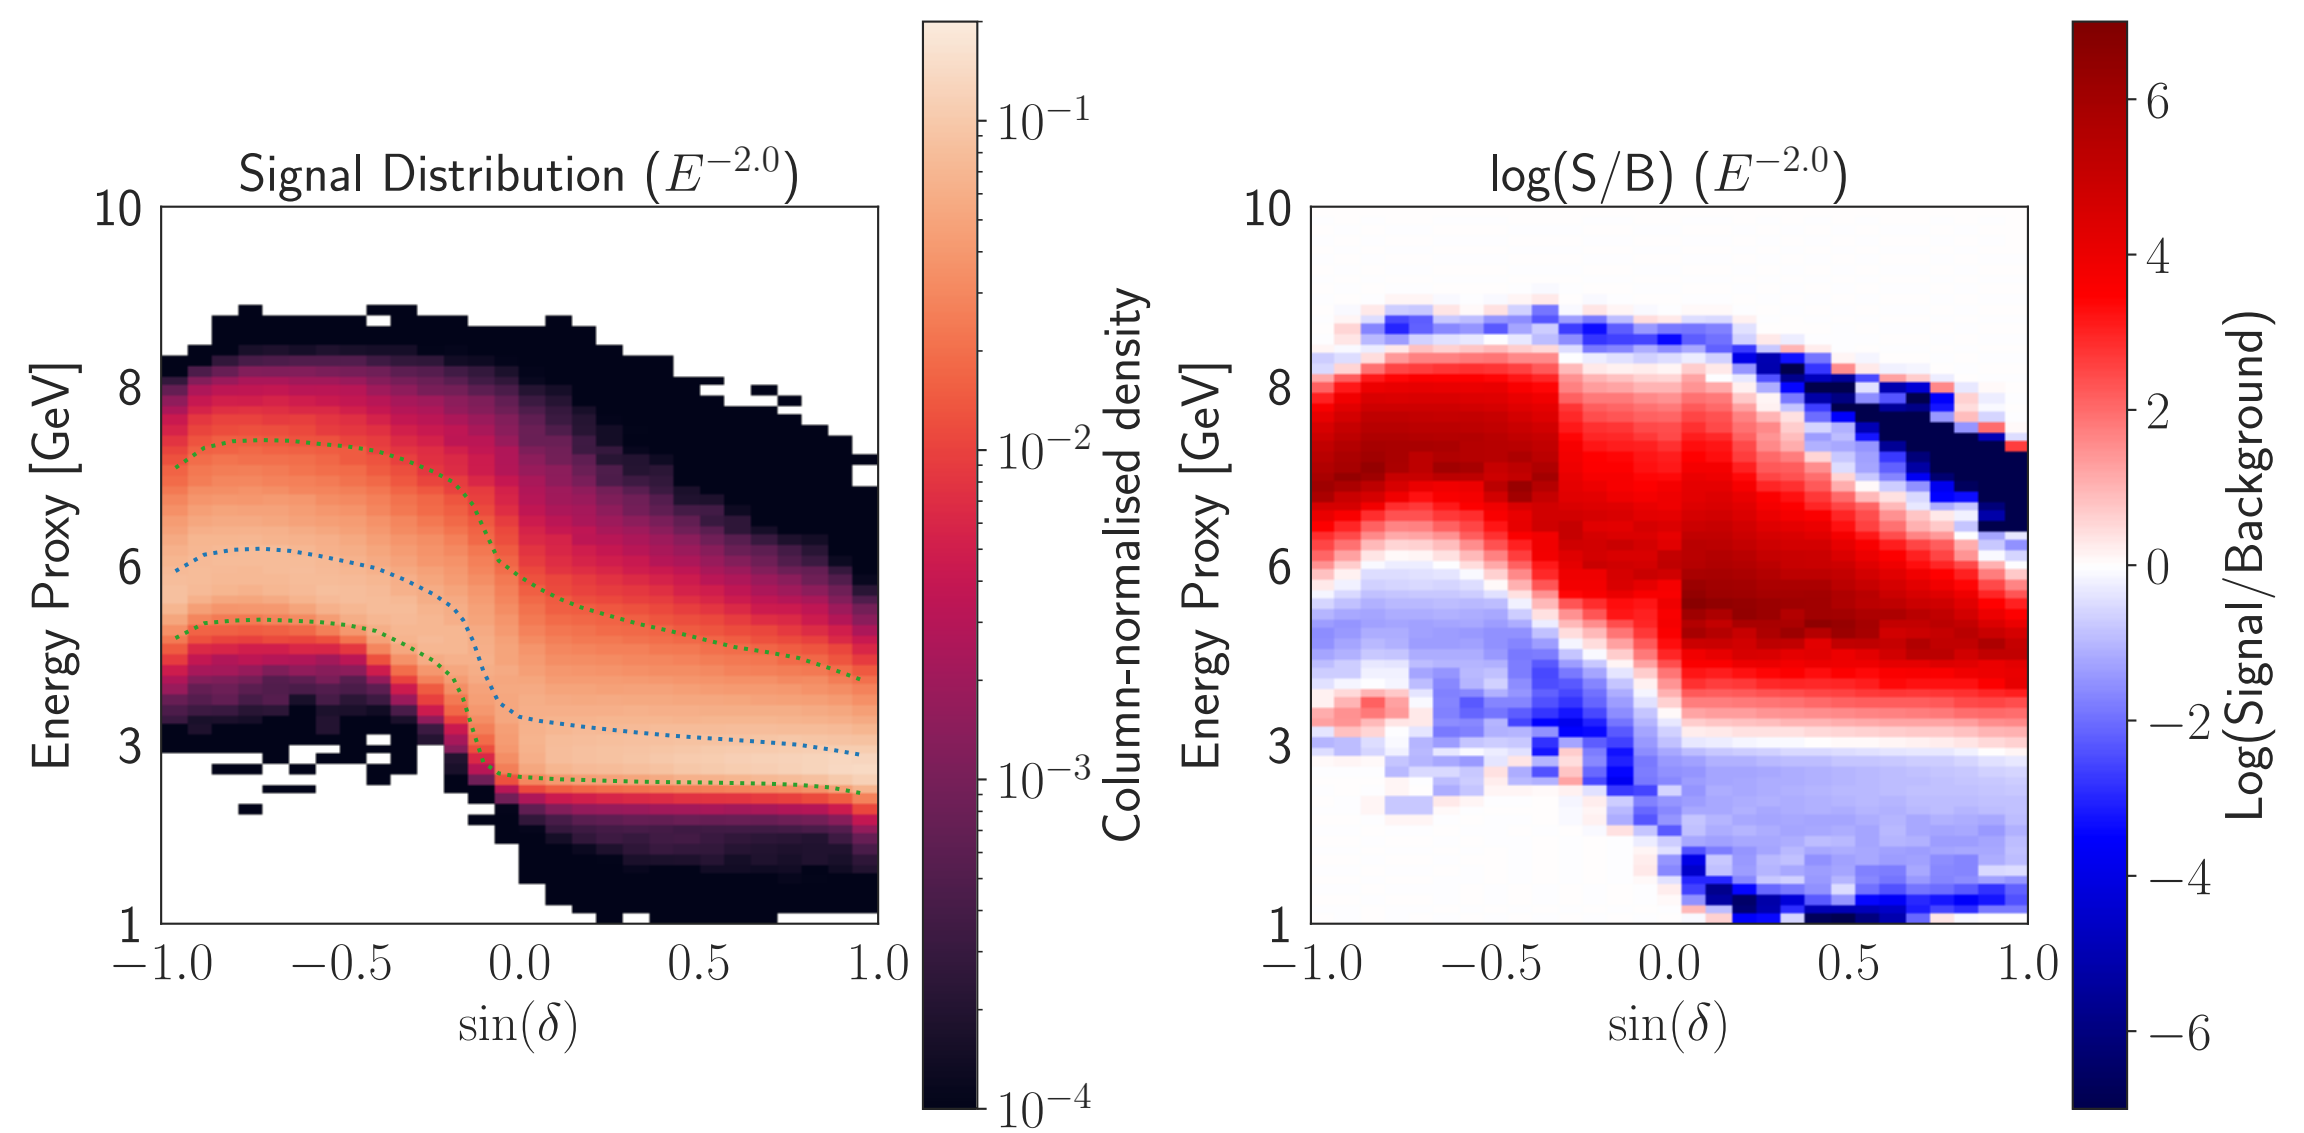 Signal Distribution (E^{-2.0})
10
8
6
3
1
Energy Proxy [GeV]
−1.0 −0.5 0.0 0.5 1.0
sin(δ)
10^{-1}
10^{-2}
10^{-3}
10^{-4}
Column-normalised density
log(S/B) (E^{-2.0})
10
8
6
3
1
Energy Proxy [GeV]
−1.0 −0.5 0.0 0.5 1.0
sin(δ)
6
4
2
0
−2
−4
−6
Log(Signal/Background)